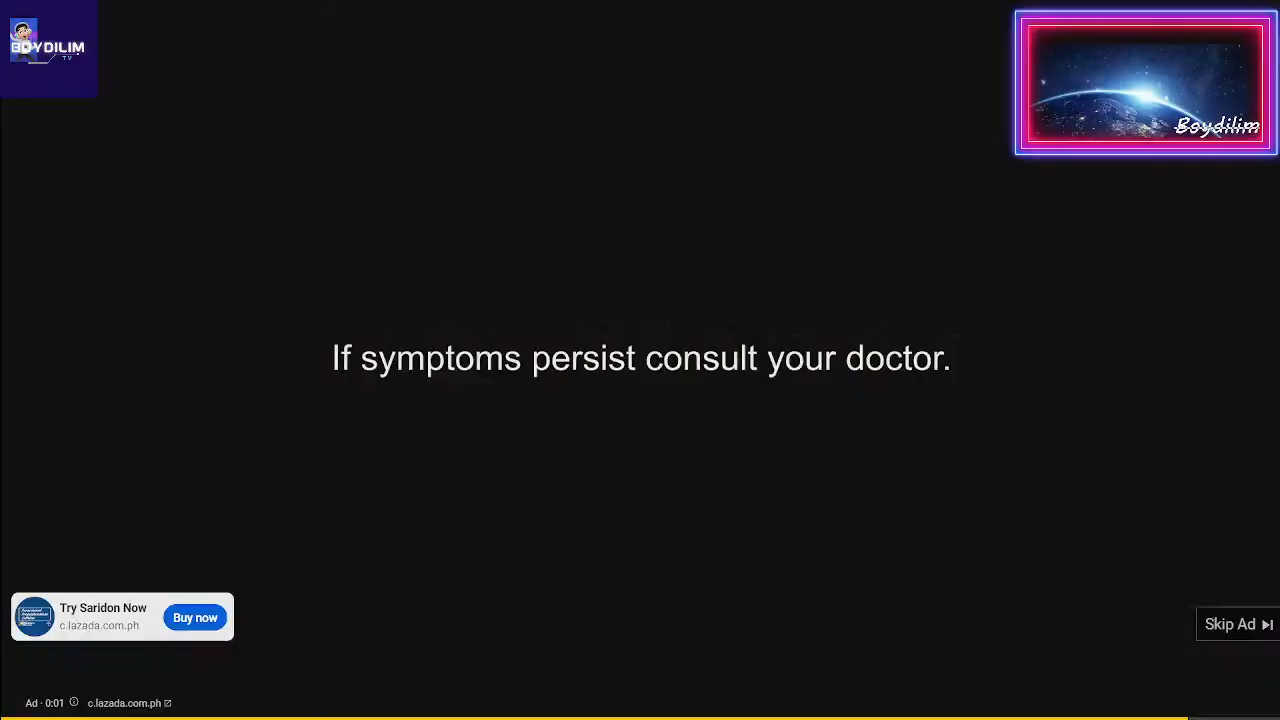 BOYDILIM
TV
Boydilim
If symptoms persist consult your doctor.
Try Saridon Now
c.lazada.com.ph
Buy now
Skip Ad
Ad · 0:01
c.lazada.com.ph